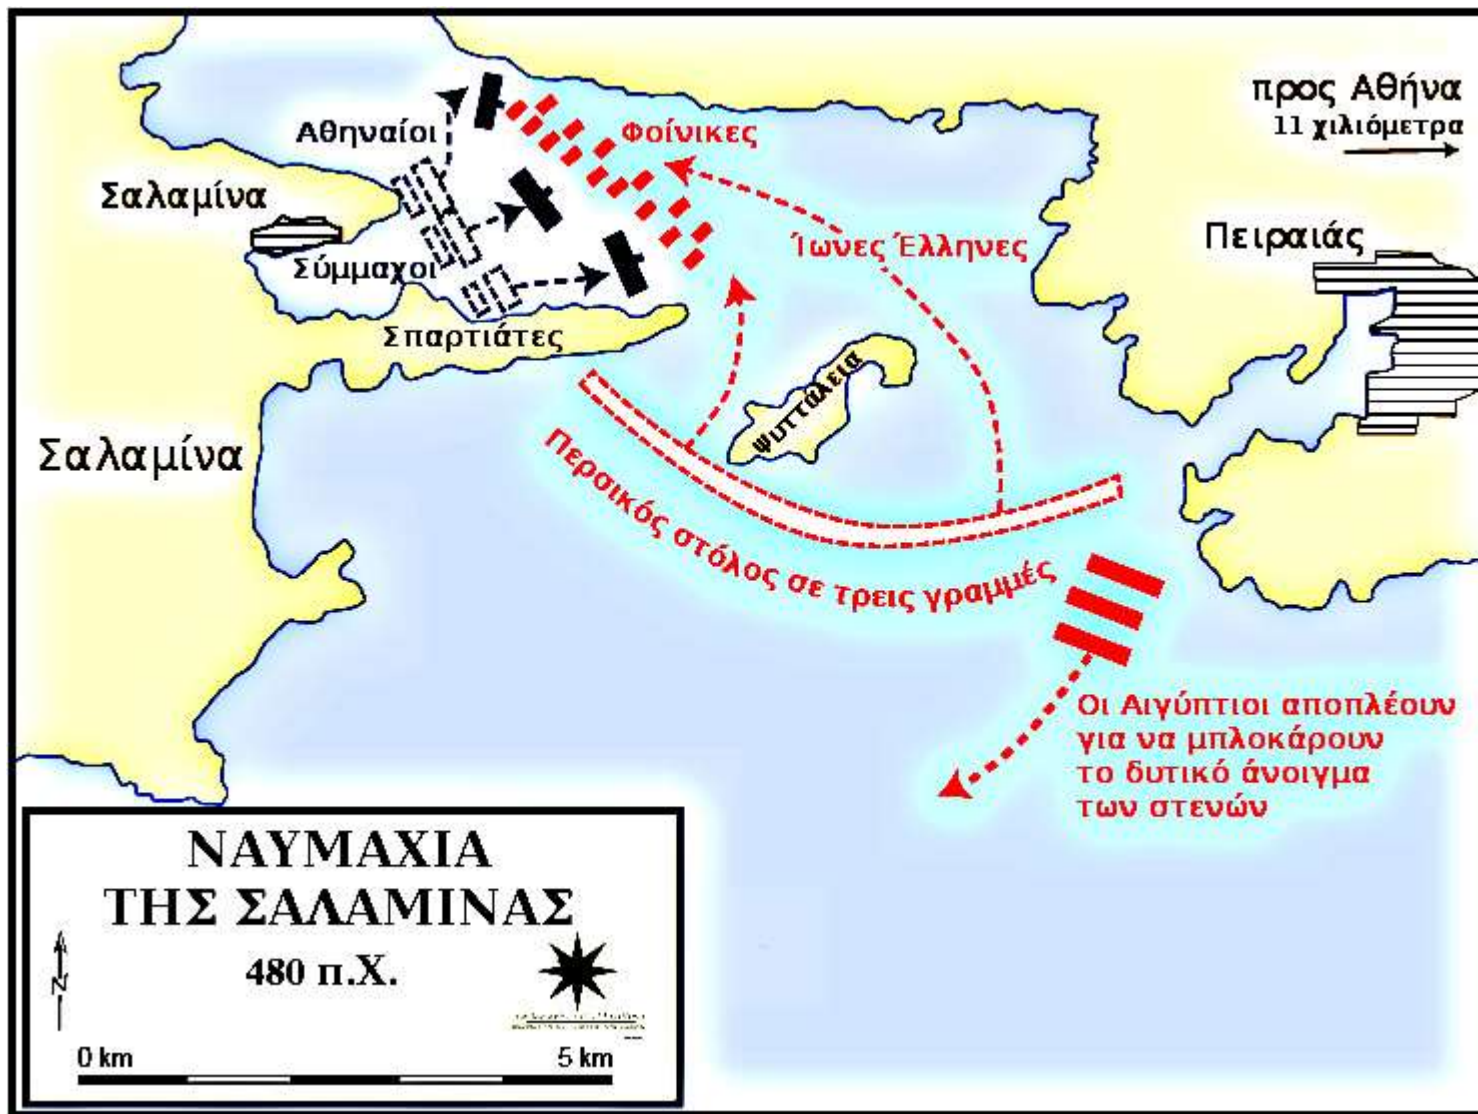 προς Αθήνα
11 χιλιόμετρα
Αθηναίοι
Φοίνικες
Σαλαμίνα
Πειραιάς
Ίωνες Έλληνες
Σύμμαχοι
Σπαρτιάτες
Ψυττάλεια
Σαλαμίνα
Περσικός στόλος σε τρεις γραμμές
Οι Αιγύπτιοι αποπλέουν
για να μπλοκάρουν
το δυτικό άνοιγμα
των στενών
ΝΑΥΜΑΧΙΑ
ΤΗΣ ΣΑΛΑΜΙΝΑΣ
480 π.Χ.
N
0 km 5 km